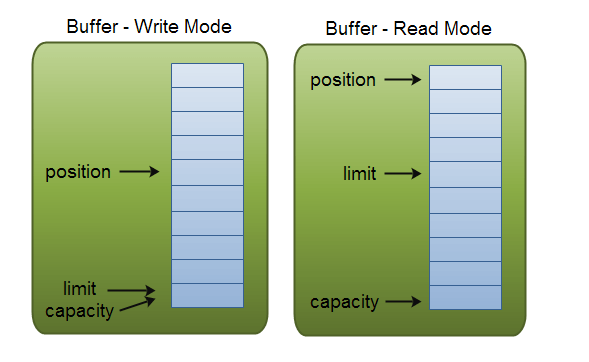 Buffer - Write Mode
position
limit
capacity
Buffer - Read Mode
position
limit
capacity